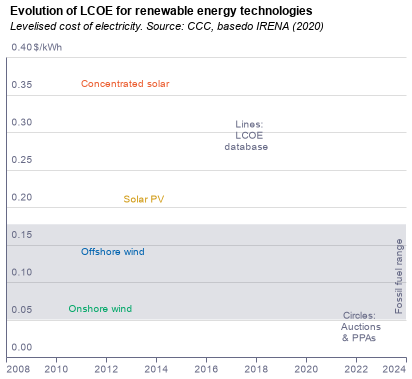 Evolution of LCOE for renewable energy technologies
Levelised cost of electricity. Source: CCC, basedo IRENA (2020)
0.40 $/kWh
0.35
Concentrated solar
0.30
Lines:
LCOE
database
0.25
0.20
Solar PV
0.15
Offshore wind
Fossil fuel range
0.10
0.05
Onshore wind
Circles:
Auctions
& PPAs
0.00
2008 2010 2012 2014 2016 2018 2020 2022 2024